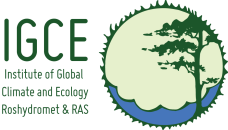 IGCE
Institute of Global
Climate and Ecology
Roshydromet & RAS